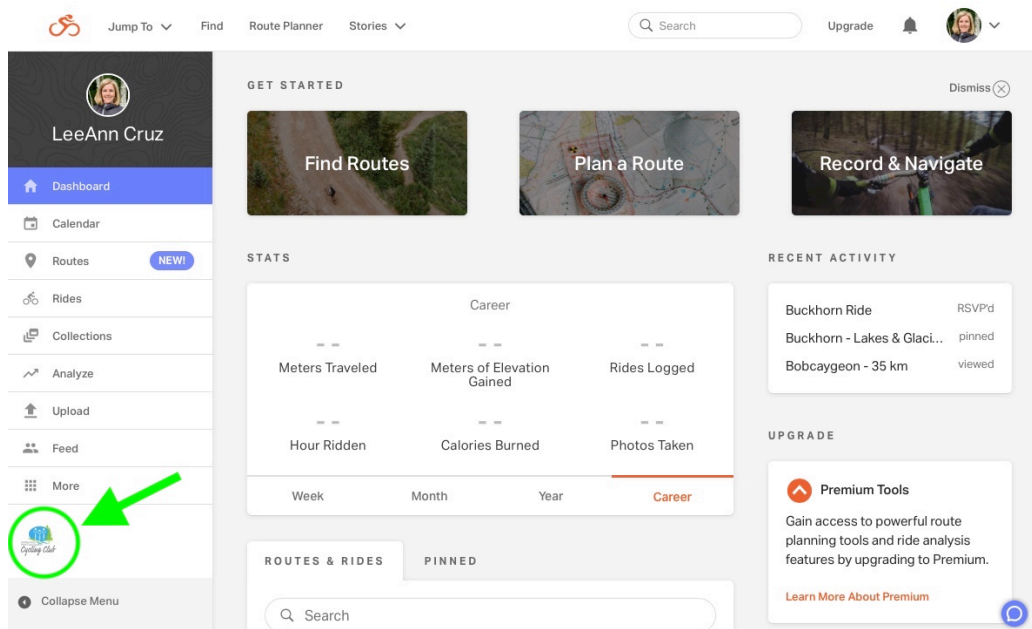 Jump To
Find
Route Planner
Stories
Search
Upgrade
LeeAnn Cruz
Dashboard
Calendar
Routes
NEW!
Rides
Collections
Analyze
Upload
Feed
More
Cycling Club
Collapse Menu
GET STARTED
Dismiss
Find Routes
Plan a Route
Record & Navigate
STATS
Career
-- -- --
Meters Traveled
Meters of Elevation
Gained
Rides Logged
-- -- --
Hour Ridden
Calories Burned
Photos Taken
Week
Month
Year
Career
ROUTES & RIDES
PINNED
Search
RECENT ACTIVITY
Buckhorn Ride RSVP'd
Buckhorn - Lakes & Glaci... pinned
Bobcaygeon - 35 km viewed
UPGRADE
Premium Tools
Gain access to powerful route
planning tools and ride analysis
features by upgrading to Premium.
Learn More About Premium